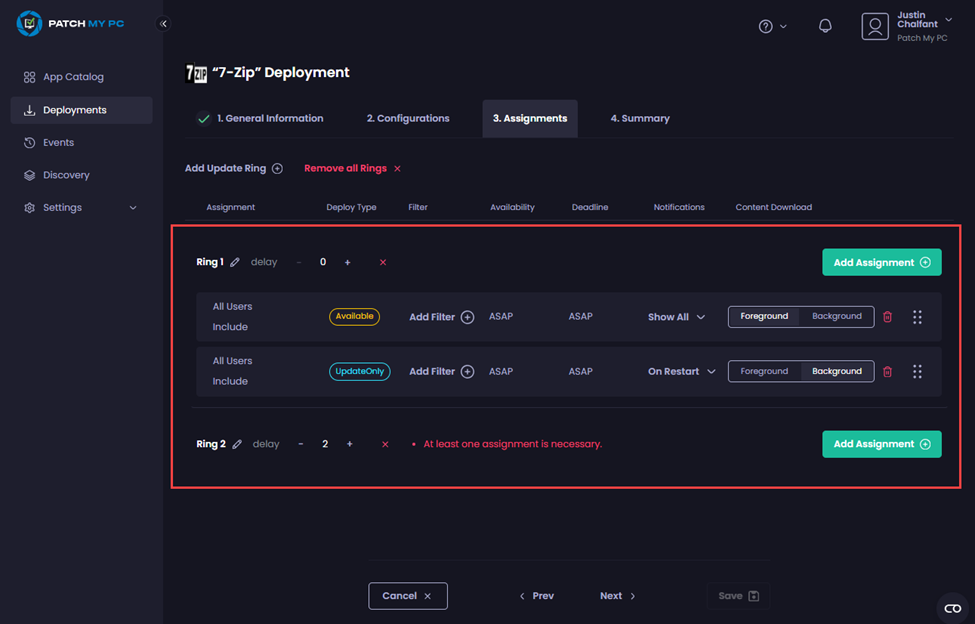 PATCH MY PC
Justin
Chalfant
Patch My PC
App Catalog
Deployments
Events
Discovery
Settings
7 ZIP "7-Zip" Deployment
1. General Information 2. Configurations 3. Assignments 4. Summary
Add Update Ring Remove all Rings
Assignment Deploy Type Filter Availability Deadline Notifications Content Download
Ring 1 delay - 0 + Add Assignment
All Users
Include
Available Add Filter ASAP ASAP Show All Foreground Background
All Users
Include
UpdateOnly Add Filter ASAP ASAP On Restart Foreground Background
Ring 2 delay - 2 + • At least one assignment is necessary. Add Assignment
Cancel Prev Next Save